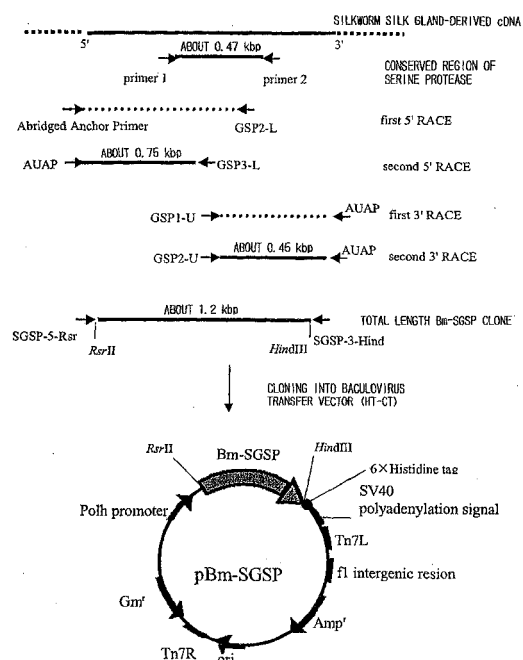 SILKWORM SILK GLAND-DERIVED cDNA
5' 3'
ABOUT 0.47 kbp
primer 1 primer 2
CONSERVED REGION OF
SERINE PROTEASE
Abridged Anchor Primer GSP2-L first 5' RACE
ABOUT 0.75 kbp
AUAP GSP3-L second 5' RACE
GSP1-U AUAP first 3' RACE
ABOUT 0.45 kbp
GSP2-U AUAP second 3' RACE
ABOUT 1.2 kbp
TOTAL LENGTH Bm-SGSP CLONE
SGSP-5-Rsr SGSP-3-Hind
RsrII HindIII
CLONING INTO BACULOVIRUS
TRANSFER VECTOR (HT-CT)
RsrII Bm-SGSP HindIII
6×Histidine tag
SV40
polyadenylation signal
Polh promoter
Tn7L
pBm-SGSP
f1 intergenic resion
Gmr
Ampr
Tn7R ori